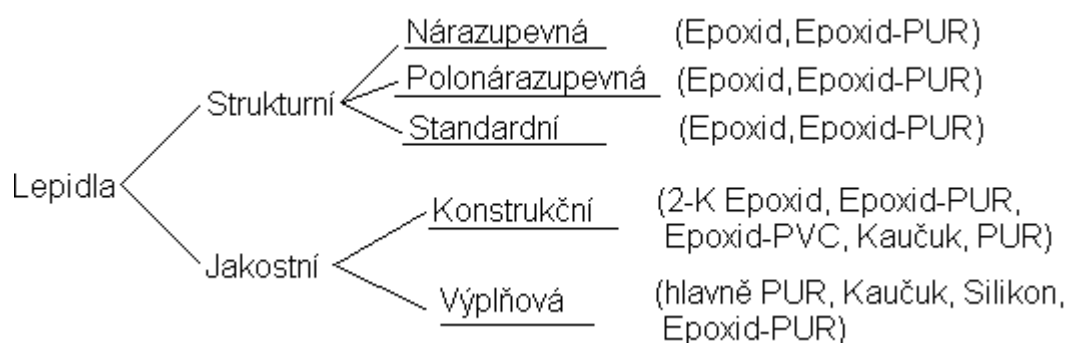 Nárazupevná (Epoxid,Epoxid-PUR)
Polonárazupevná (Epoxid,Epoxid-PUR)
Strukturní
Standardní (Epoxid,Epoxid-PUR)
Lepidla
Konstrukční (2-K Epoxid, Epoxid-PUR,
Epoxid-PVC, Kaučuk, PUR)
Jakostní
Výplňová (hlavně PUR, Kaučuk, Silikon,
Epoxid-PUR)